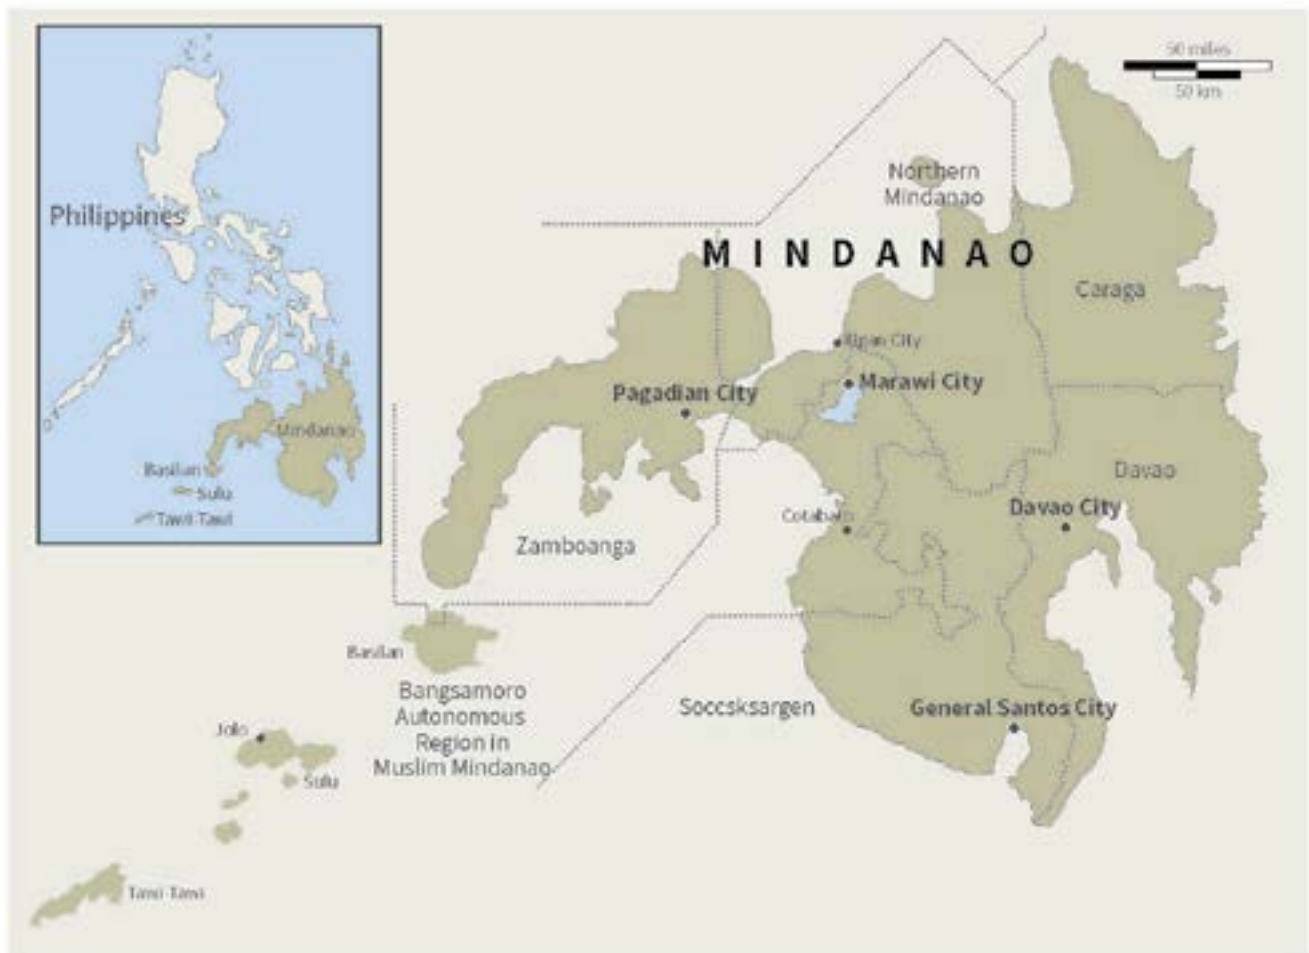 Philippines
Mindanao
Basilan
Sulu
Tawi-Tawi
50 miles
50 km
Northern
Mindanao
MINDANAO
Caraga
Iligan City
Marawi City
Pagadian City
Davao
Davao City
Cotabato
Zamboanga
Basilan
Bangsamoro
Autonomous
Region in
Muslim Mindanao
Soccsksargen
General Santos City
Jolo
Sulu
Tawi-Tawi